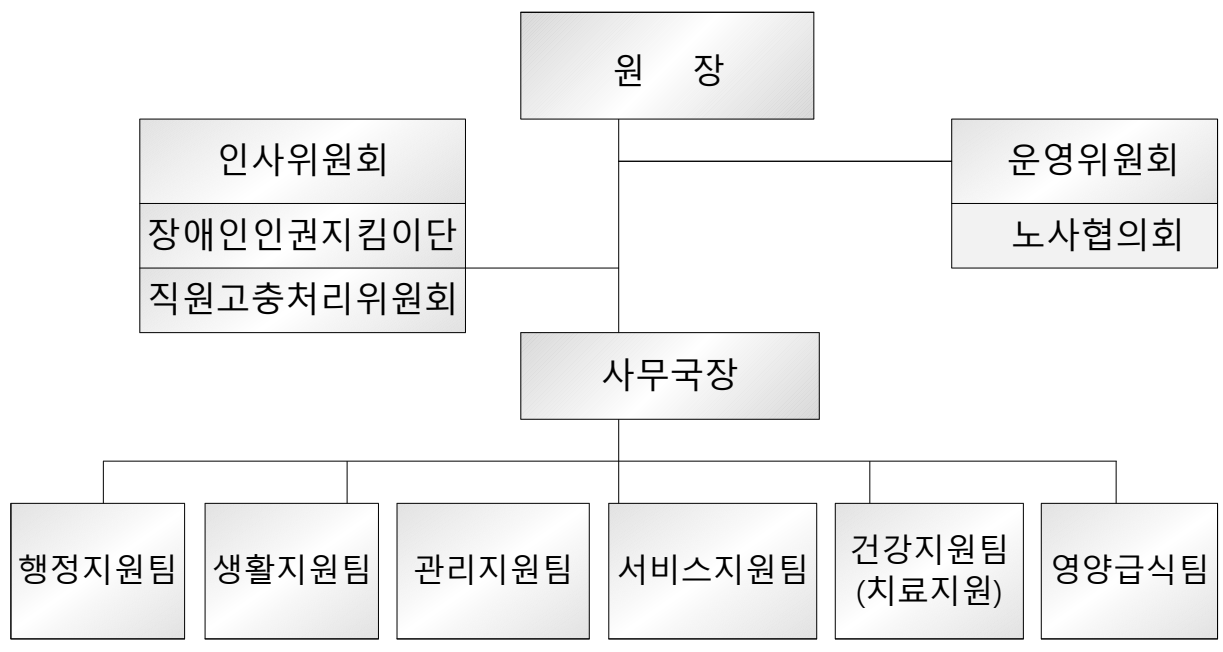 원 장
인사위원회
장애인인권지킴이단
직원고충처리위원회
운영위원회
노사협의회
사무국장
행정지원팀
생활지원팀
관리지원팀
서비스지원팀
건강지원팀
(치료지원)
영양급식팀